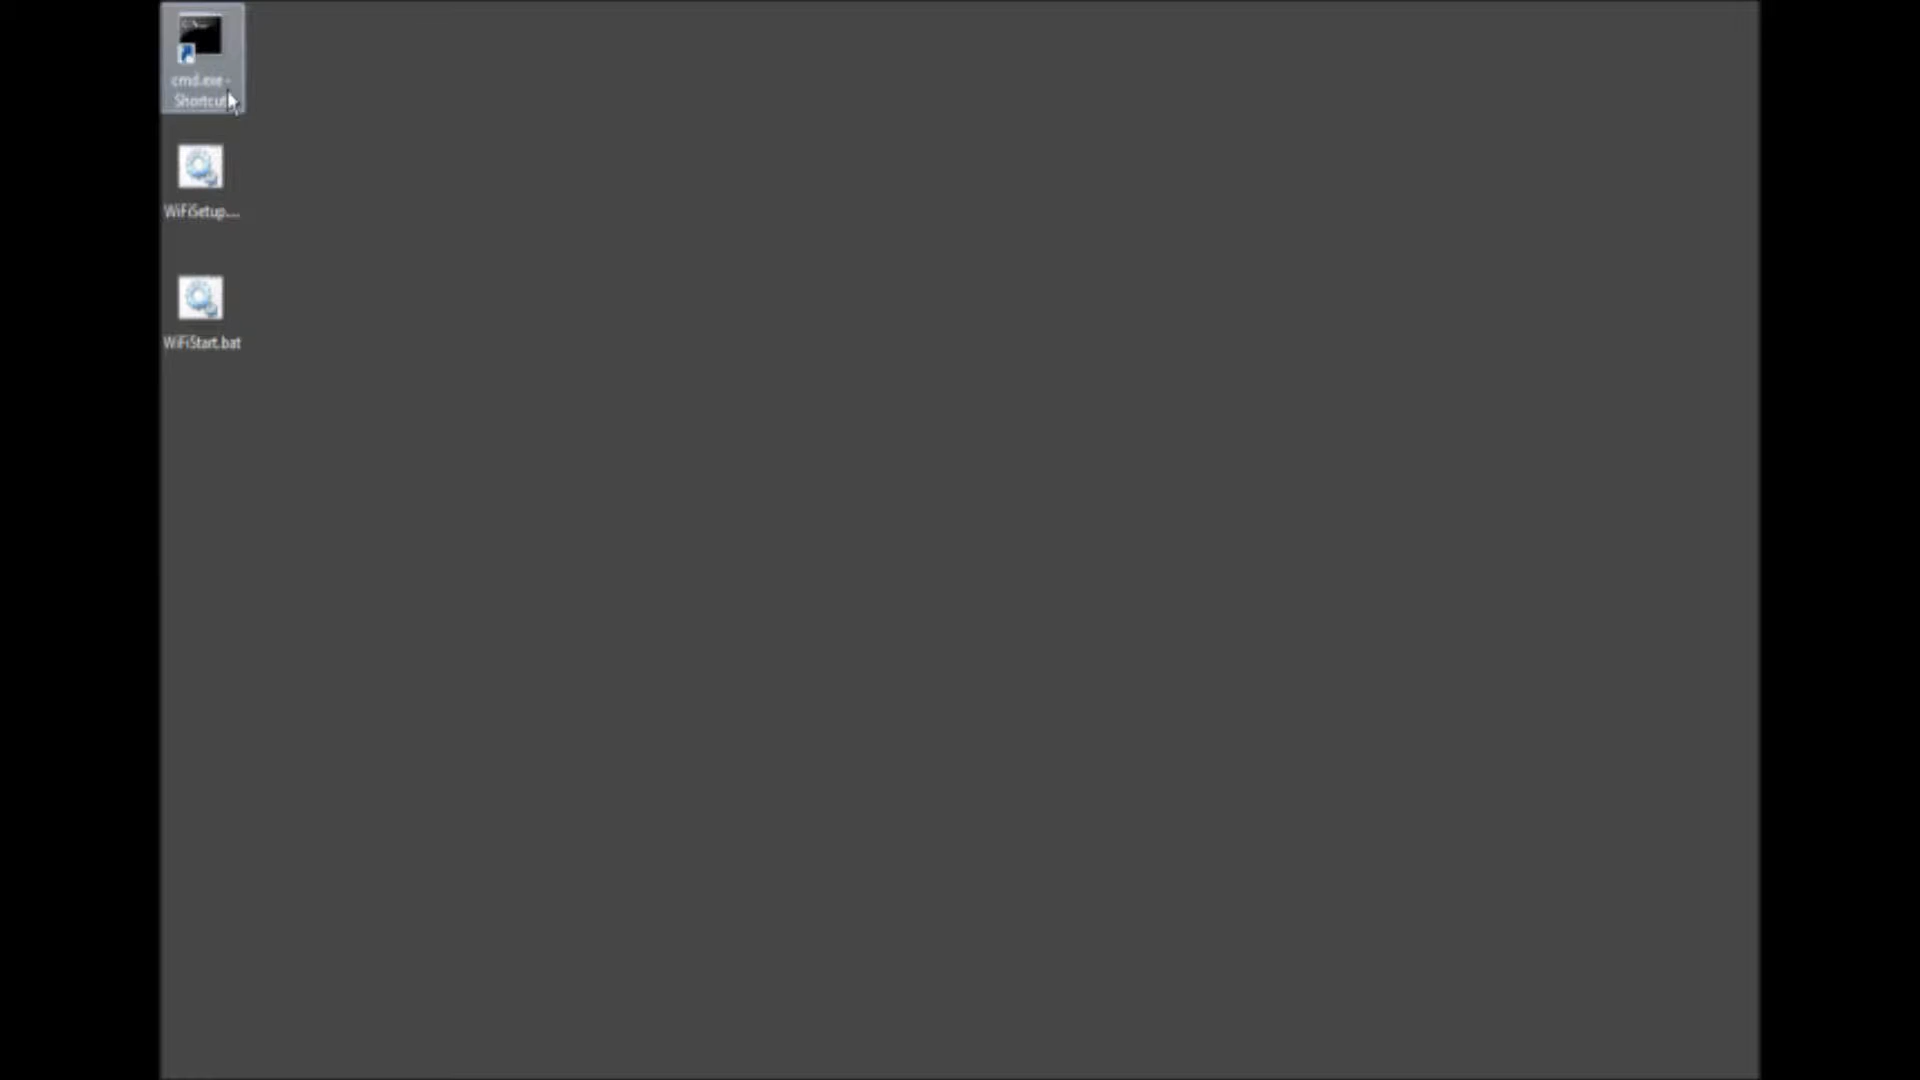 cmd.exe -
Shortcut
WiFiSetup....
WiFiStart.bat